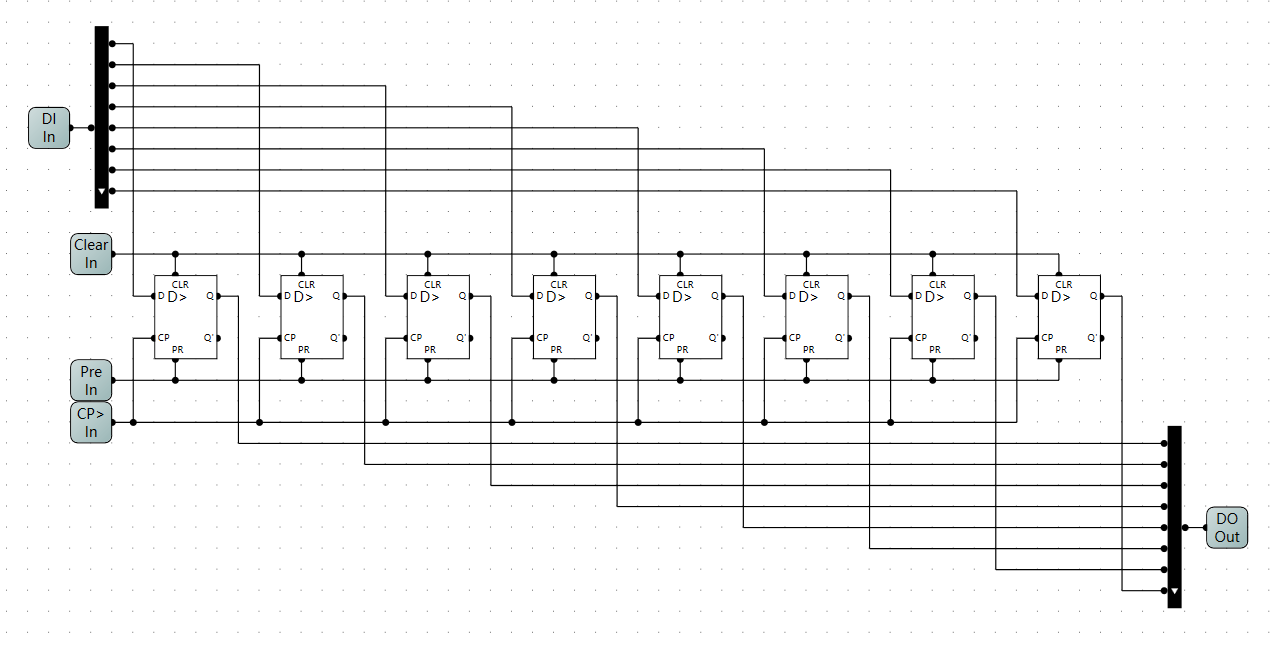 DI
In
Clear
In
CLR CLR CLR CLR CLR CLR CLR CLR
D D> Q D D> Q D D> Q D D> Q D D> Q D D> Q D D> Q D D> Q
CP Q' CP Q' CP Q' CP Q' CP Q' CP Q' CP Q' CP Q'
PR PR PR PR PR PR PR PR
Pre
In
CP>
In
DO
Out